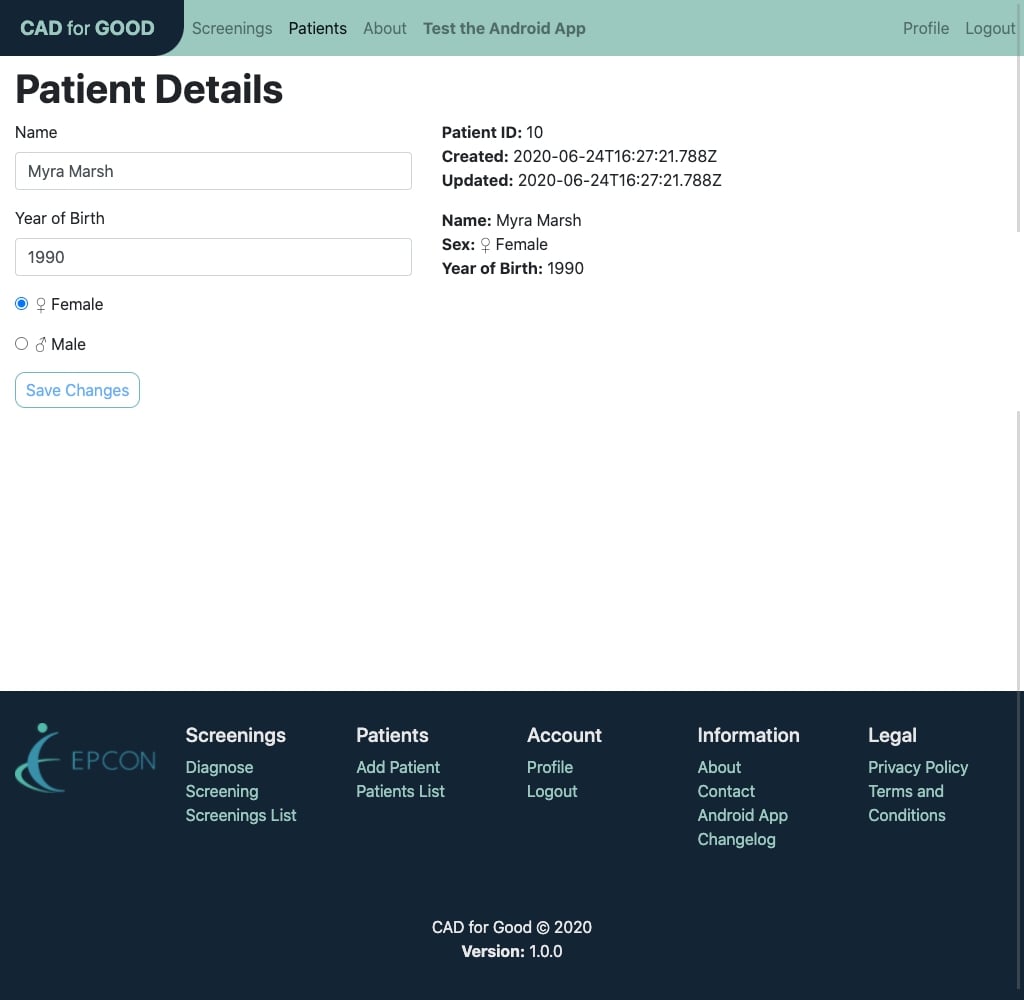 CAD for GOOD
Screenings Patients About Test the Android App Profile Logout
Patient Details
Name
Myra Marsh
Year of Birth
1990
♀ Female
♂ Male
Save Changes
Patient ID: 10
Created: 2020-06-24T16:27:21.788Z
Updated: 2020-06-24T16:27:21.788Z
Name: Myra Marsh
Sex: ♀ Female
Year of Birth: 1990
EPCON
Screenings
Diagnose
Screening
Screenings List
Patients
Add Patient
Patients List
Account
Profile
Logout
Information
About
Contact
Android App
Changelog
Legal
Privacy Policy
Terms and
Conditions
CAD for Good © 2020
Version: 1.0.0